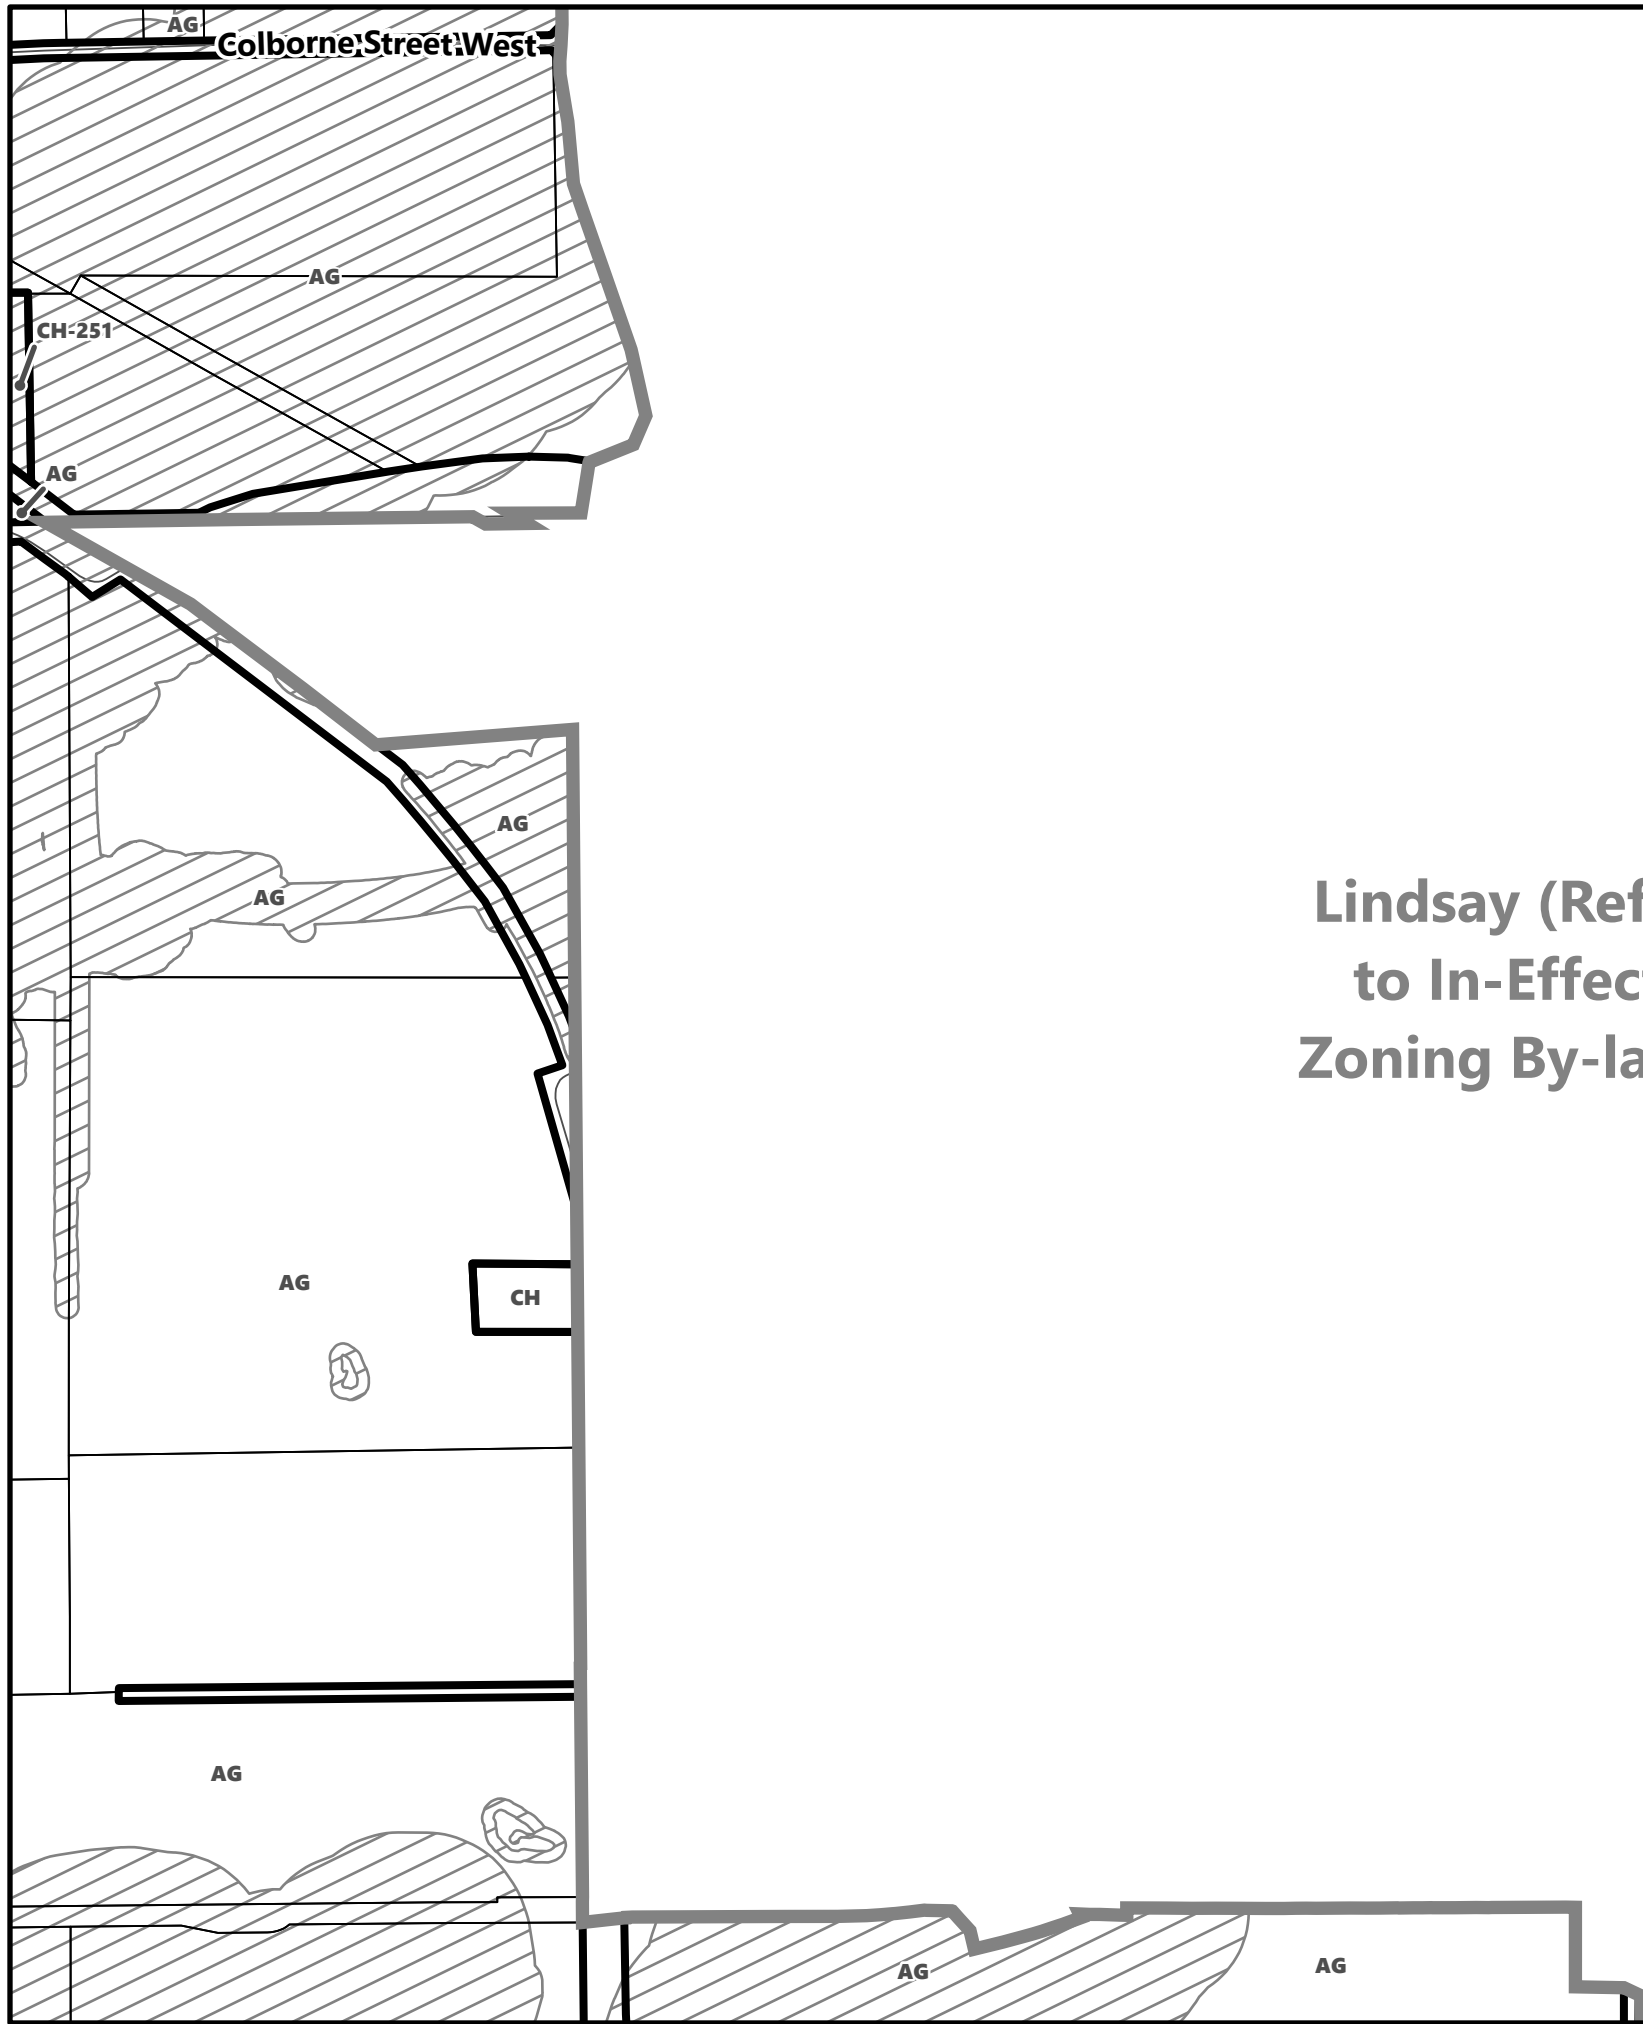 AG
Colborne Street West
AG
CH-251
AG
AG
AG
Lindsay (Ref
to In-Effec
Zoning By-la
AG
CH
AG
AG
AG